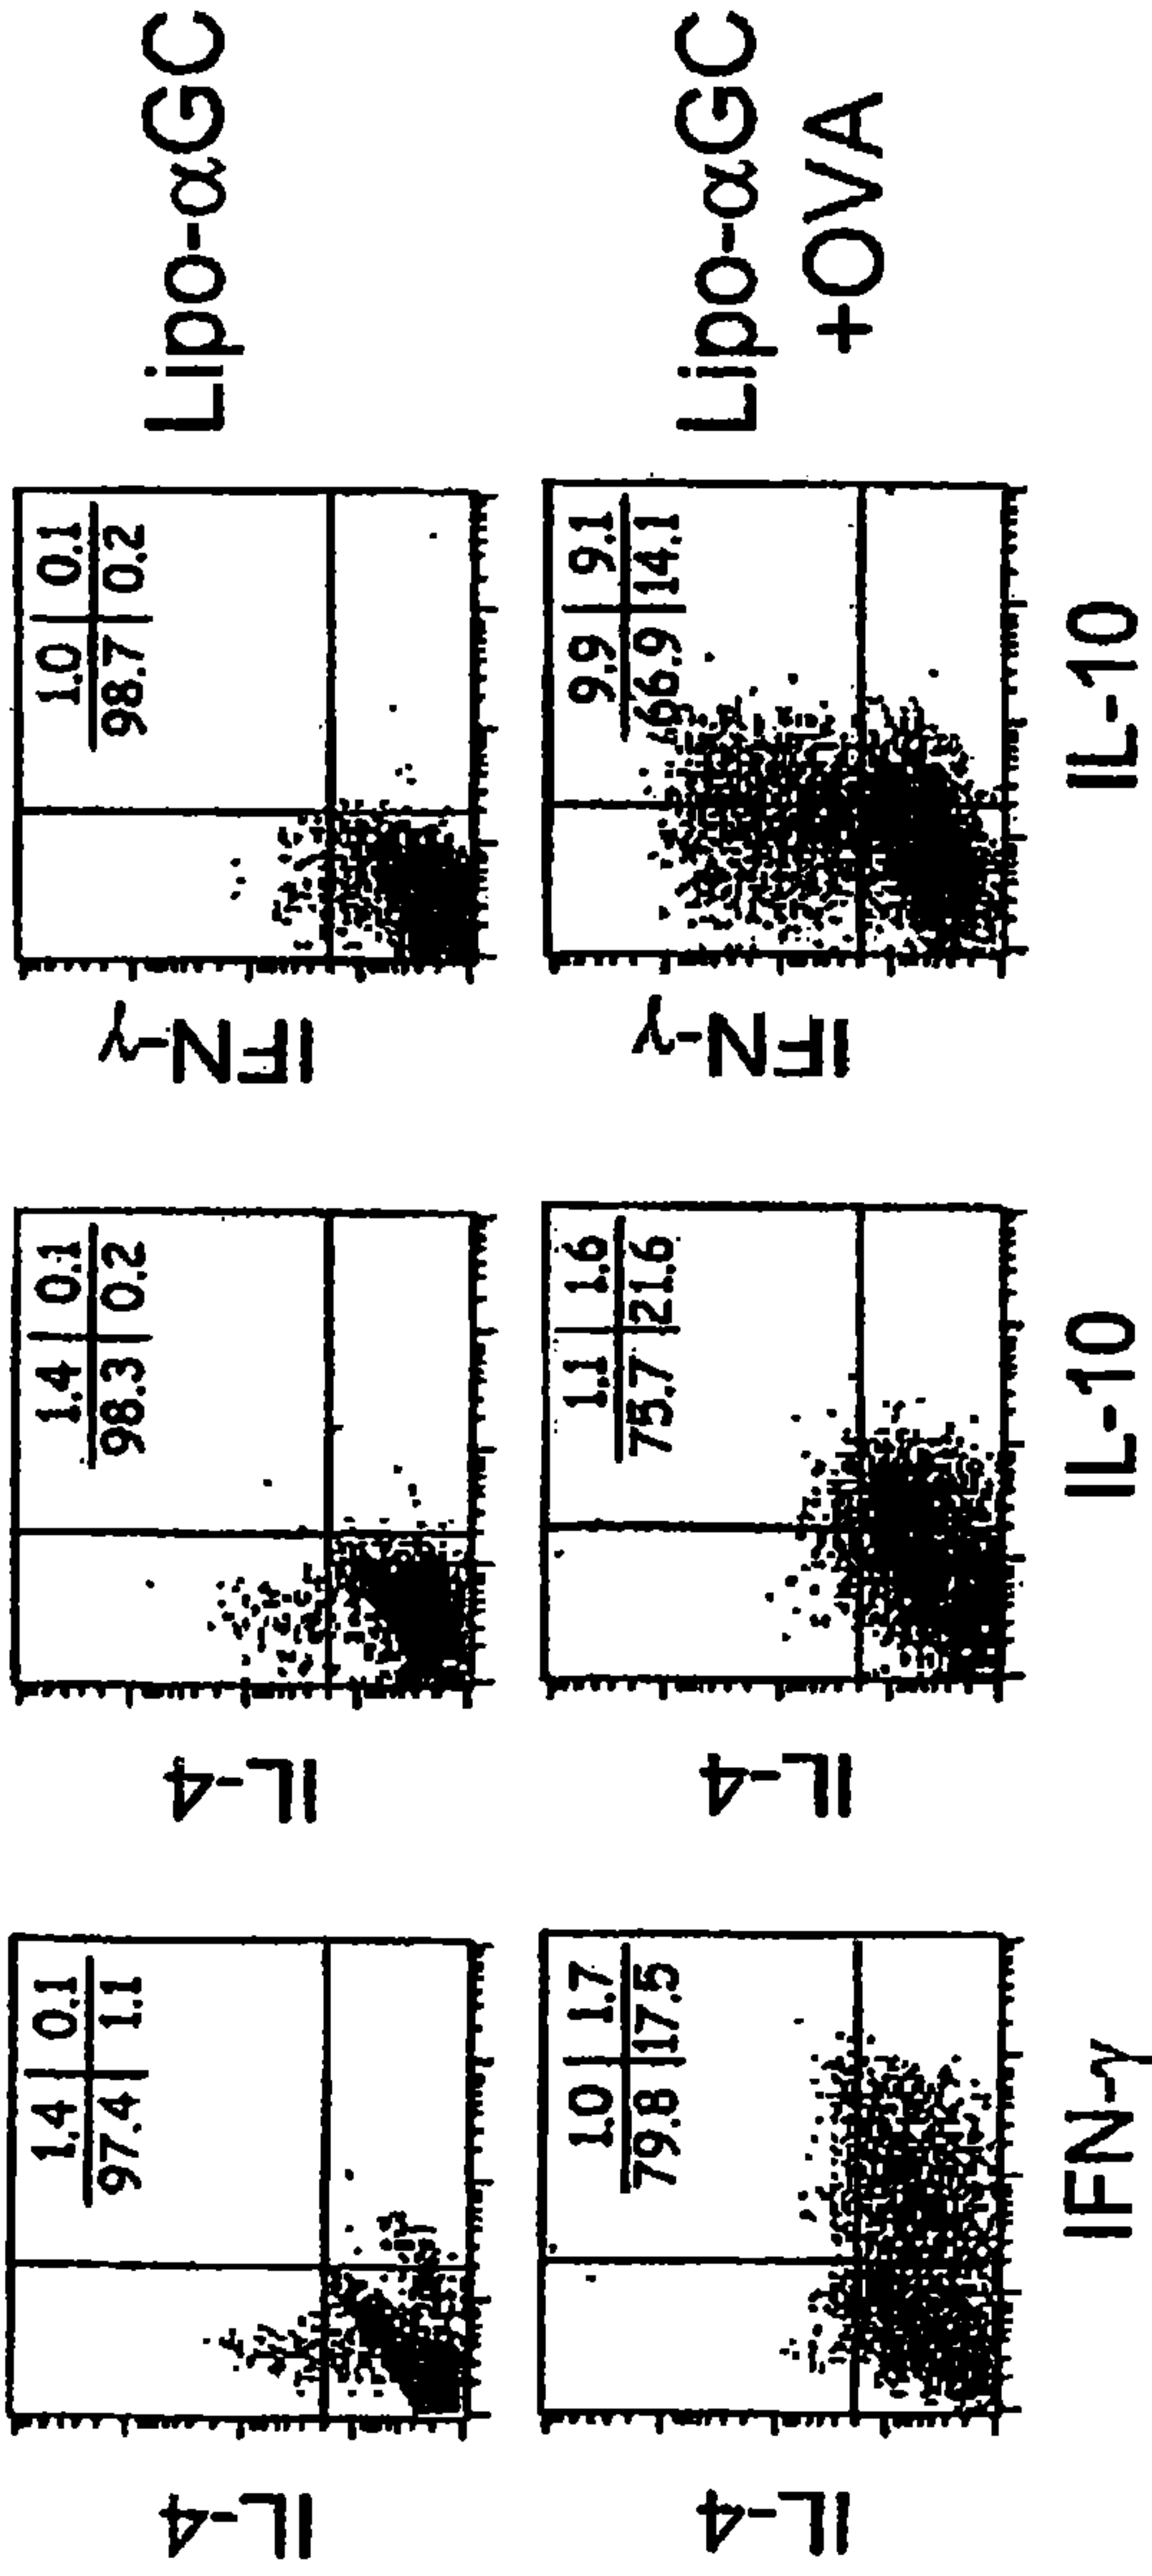 IL-4
1.4 0.1
97.4 1.1
IL-4
1.4 0.1
98.3 0.2
IFN-γ
1.0 0.1
98.7 0.2
Lipo-αGC
IL-4
1.0 1.7
79.8 17.5
IFN-γ
IL-4
1.1 1.6
75.7 21.6
IL-10
IFN-γ
9.9 9.1
66.9 14.1
IL-10
Lipo-αGC
+OVA